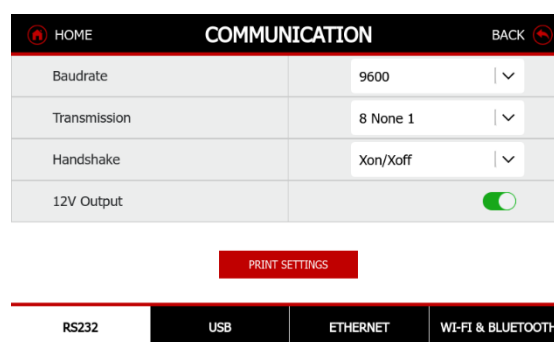 HOME COMMUNICATION BACK
Baudrate 9600
Transmission 8 None 1
Handshake Xon/Xoff
12V Output
PRINT SETTINGS
RS232 USB ETHERNET WI-FI & BLUETOOTH